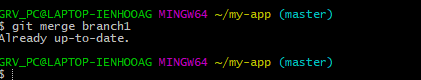 GRV_PC@LAPTOP-IENHOOAG MINGW64 ~/my-app (master)
$ git merge branch1
Already up-to-date.
GRV_PC@LAPTOP-IENHOOAG MINGW64 ~/my-app (master)
$